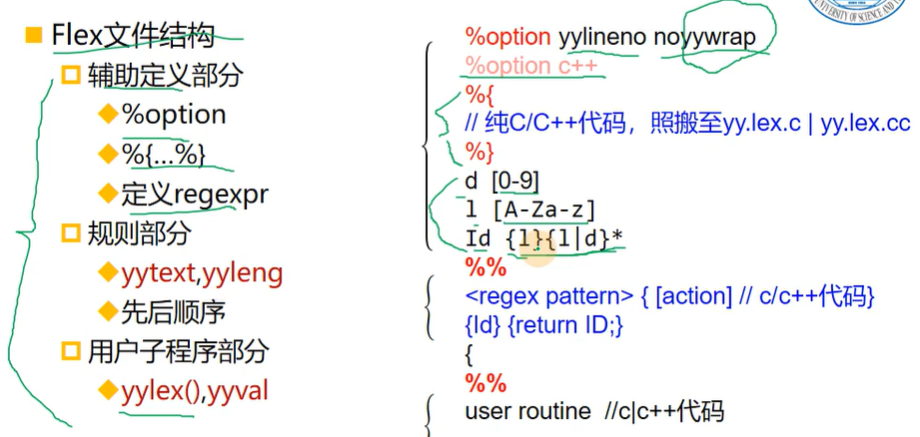 Flex文件结构
辅助定义部分
%option
%{...%}
定义regexpr
规则部分
yytext,yyleng
先后顺序
用户子程序部分
yylex(),yyval
UNIVERSITY OF SCIENCE AND
%option yylineno noyywrap
%option c++
%{
// 纯C/C++代码，照搬至yy.lex.c | yy.lex.cc
%}
d [0-9]
l [A-Za-z]
Id {l}{l|d}*
%%
<regex pattern> { [action] // c/c++代码}
{Id} {return ID;}
{
%%
user routine //c|c++代码